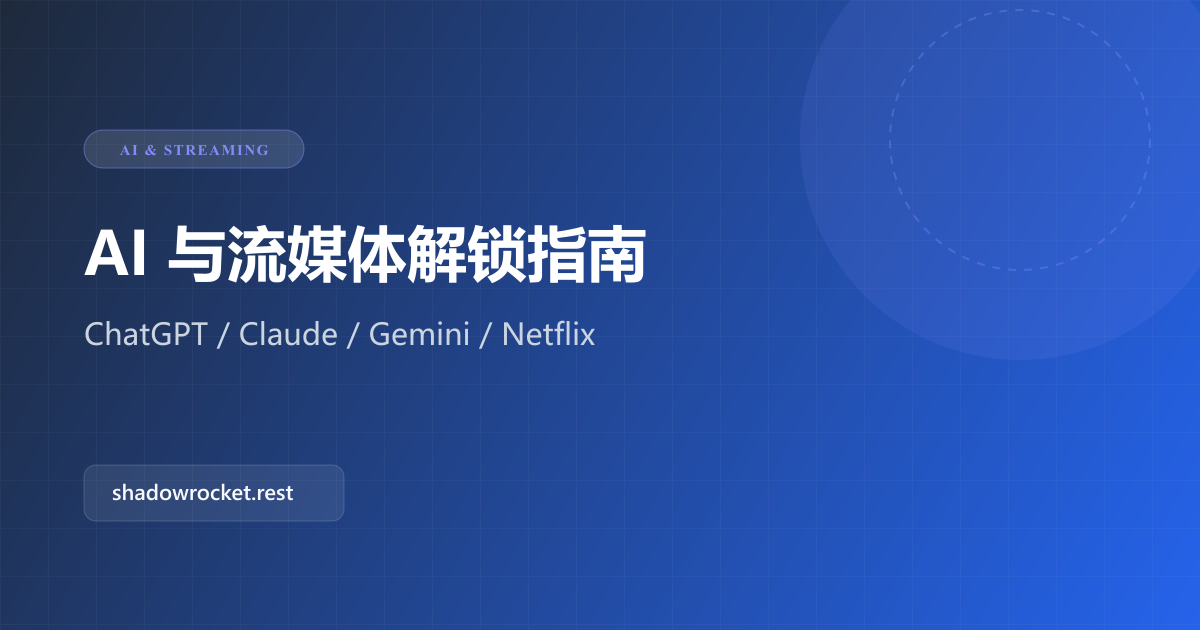 AI & STREAMING
AI 与流媒体解锁指南
ChatGPT / Claude / Gemini / Netflix
shadowrocket.rest